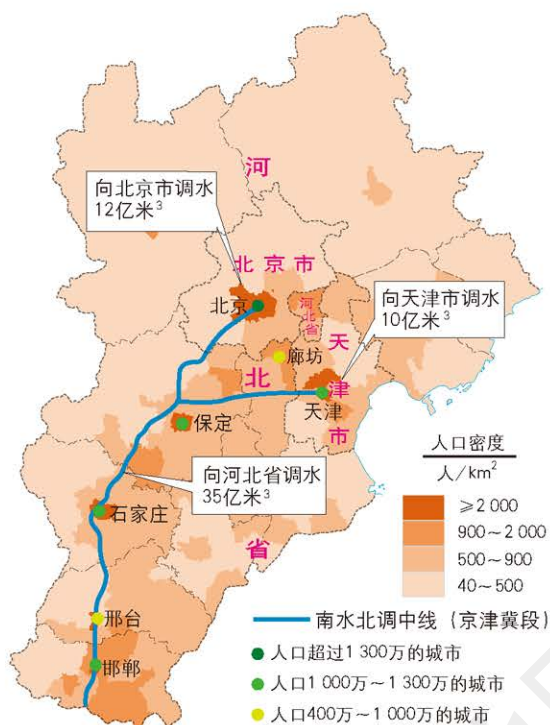 河
向北京市调水
12亿米³
北京市
北京
河北省
向天津市调水
10亿米³
廊坊
天津市
北
天津
保定
向河北省调水
35亿米³
石家庄
省
邢台
邯郸
人口密度
人/km²
≥2 000
900~2 000
500~900
40~500
南水北调中线（京津冀段）
人口超过1 300万的城市
人口1 000万~1 300万的城市
人口400万~1 000万的城市